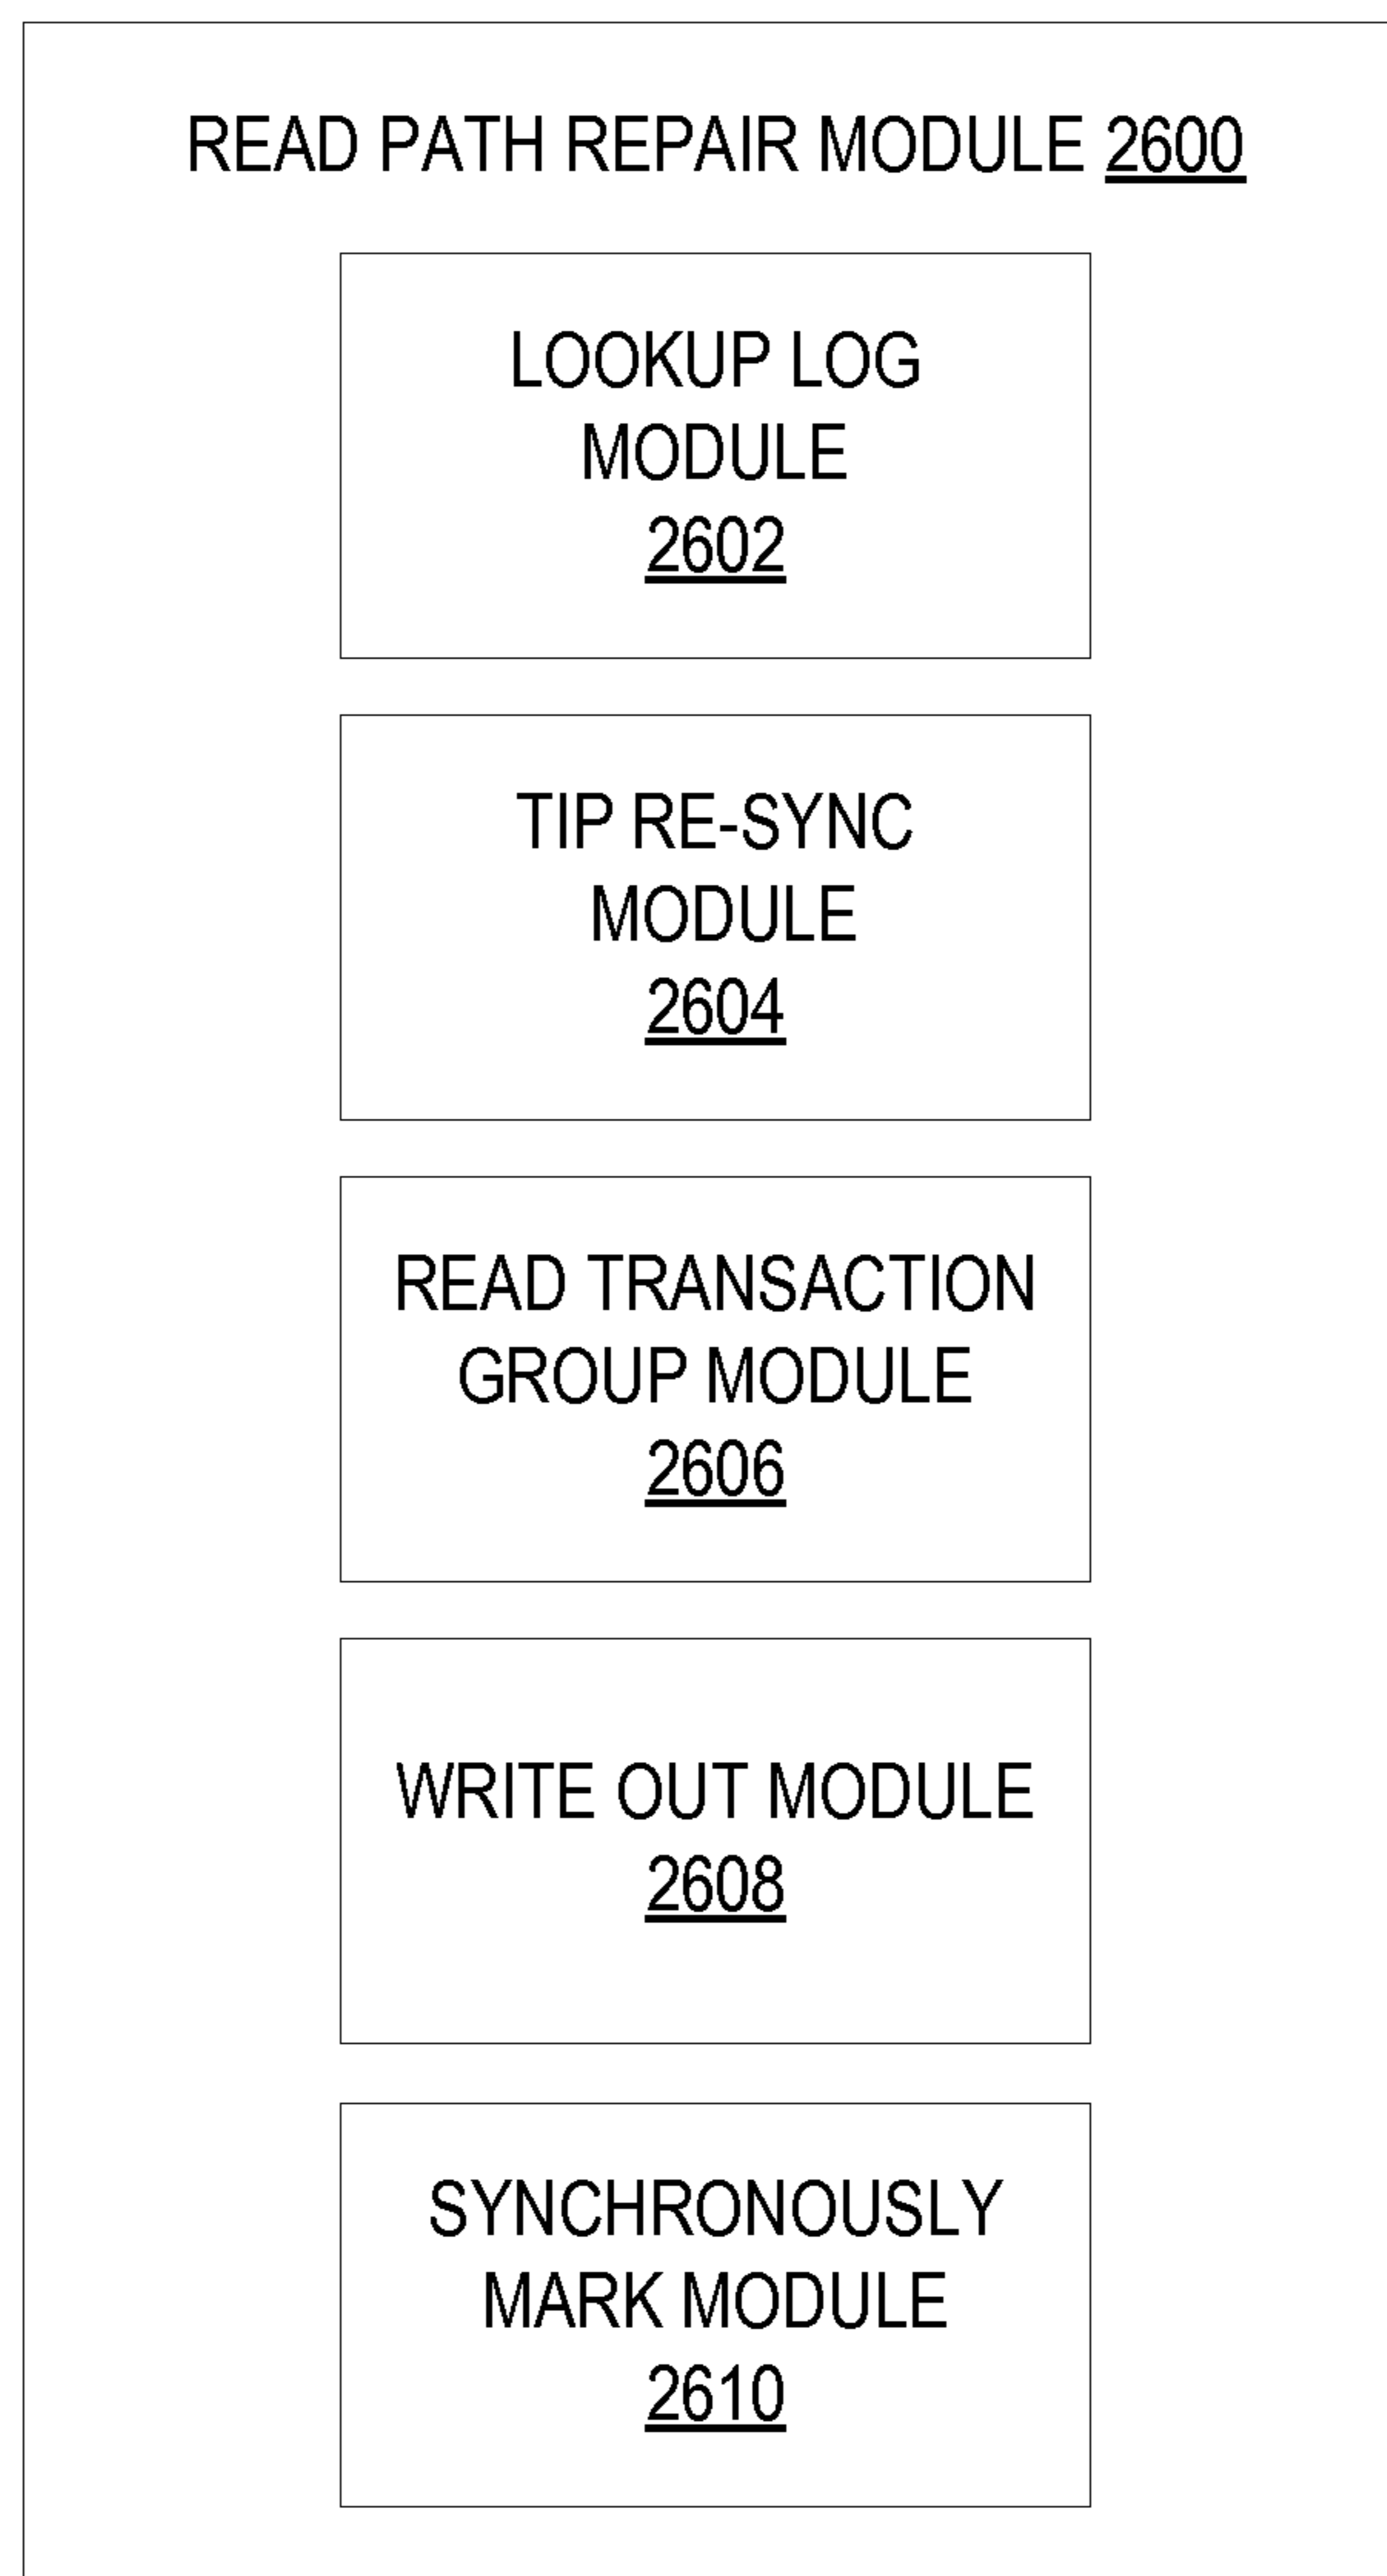 READ PATH REPAIR MODULE 2600
LOOKUP LOG
MODULE
2602
TIP RE-SYNC
MODULE
2604
READ TRANSACTION
GROUP MODULE
2606
WRITE OUT MODULE
2608
SYNCHRONOUSLY
MARK MODULE
2610